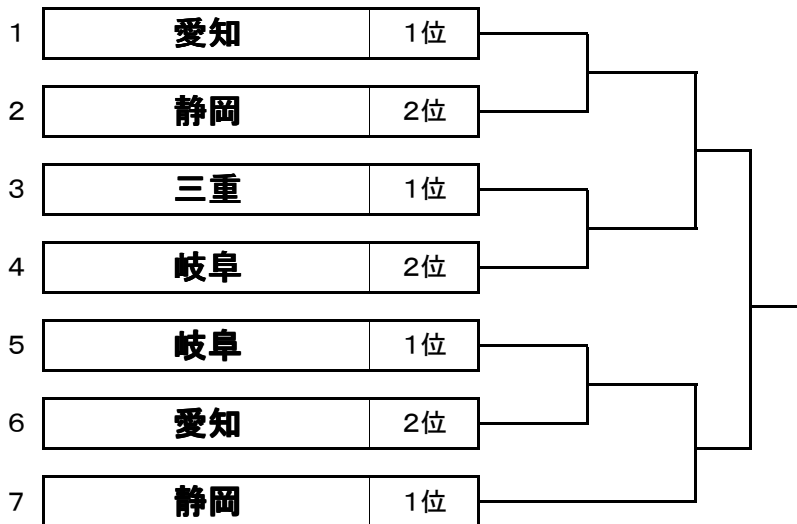 1 愛知 1位
2 静岡 2位
3 三重 1位
4 岐阜 2位
5 岐阜 1位
6 愛知 2位
7 静岡 1位